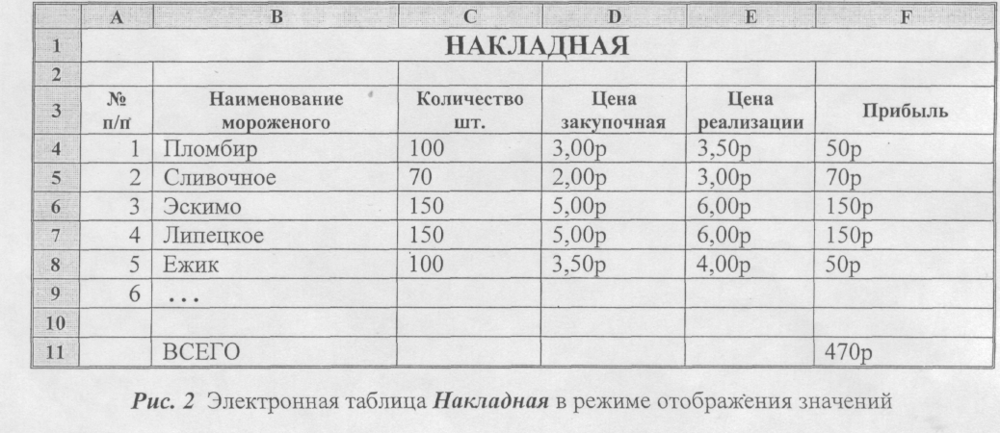 A B C D E F
1 НАКЛАДНАЯ
2
3 № п/п Наименование мороженого Количество шт. Цена закупочная Цена реализации Прибыль
4 1 Пломбир 100 3,00р 3,50р 50р
5 2 Сливочное 70 2,00р 3,00р 70р
6 3 Эскимо 150 5,00р 6,00р 150р
7 4 Липецкое 150 5,00р 6,00р 150р
8 5 Ежик 100 3,50р 4,00р 50р
9 6 ...
10
11 ВСЕГО 470р
Рис. 2 Электронная таблица Накладная в режиме отображения значений